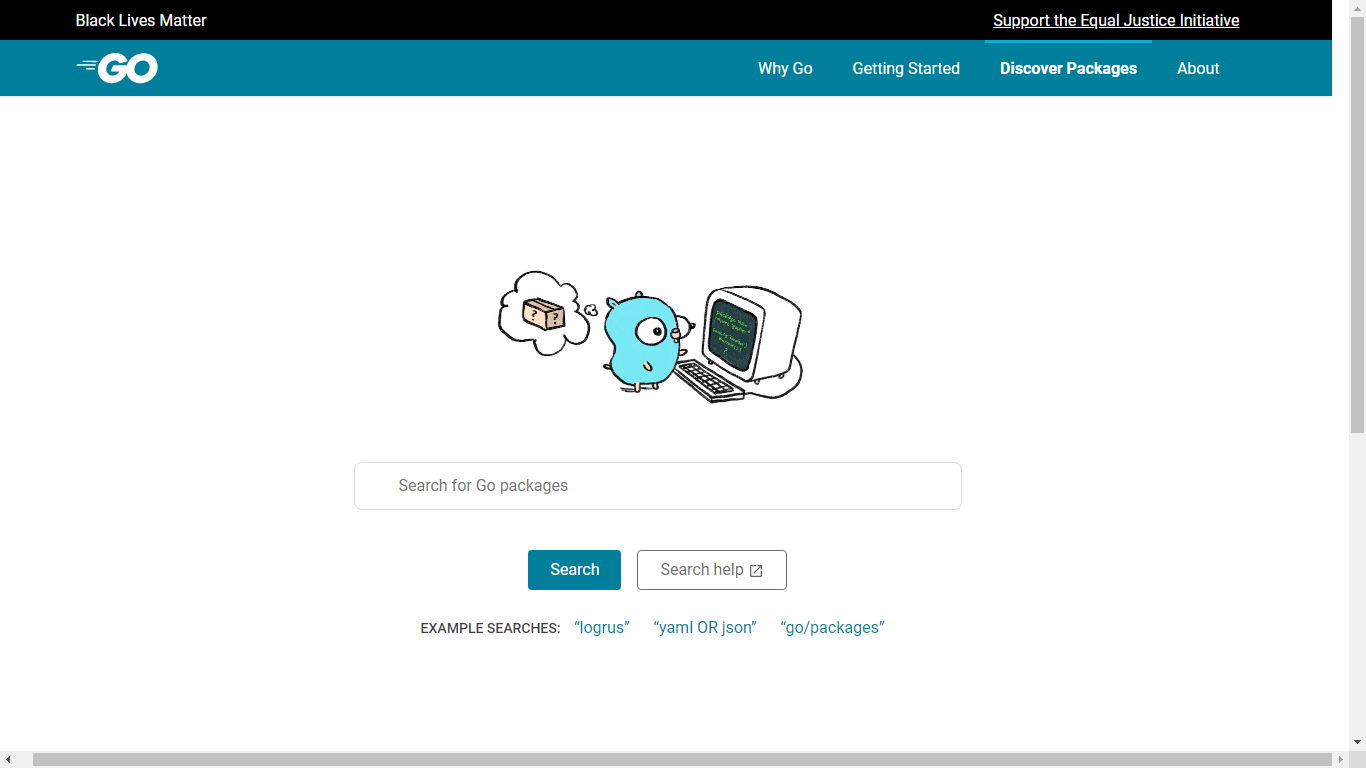 Black Lives Matter
Support the Equal Justice Initiative
GO
Why Go
Getting Started
Discover Packages
About
? ?
Search for Go packages
Search
Search help
EXAMPLE SEARCHES: “logrus” “yaml OR json” “go/packages”